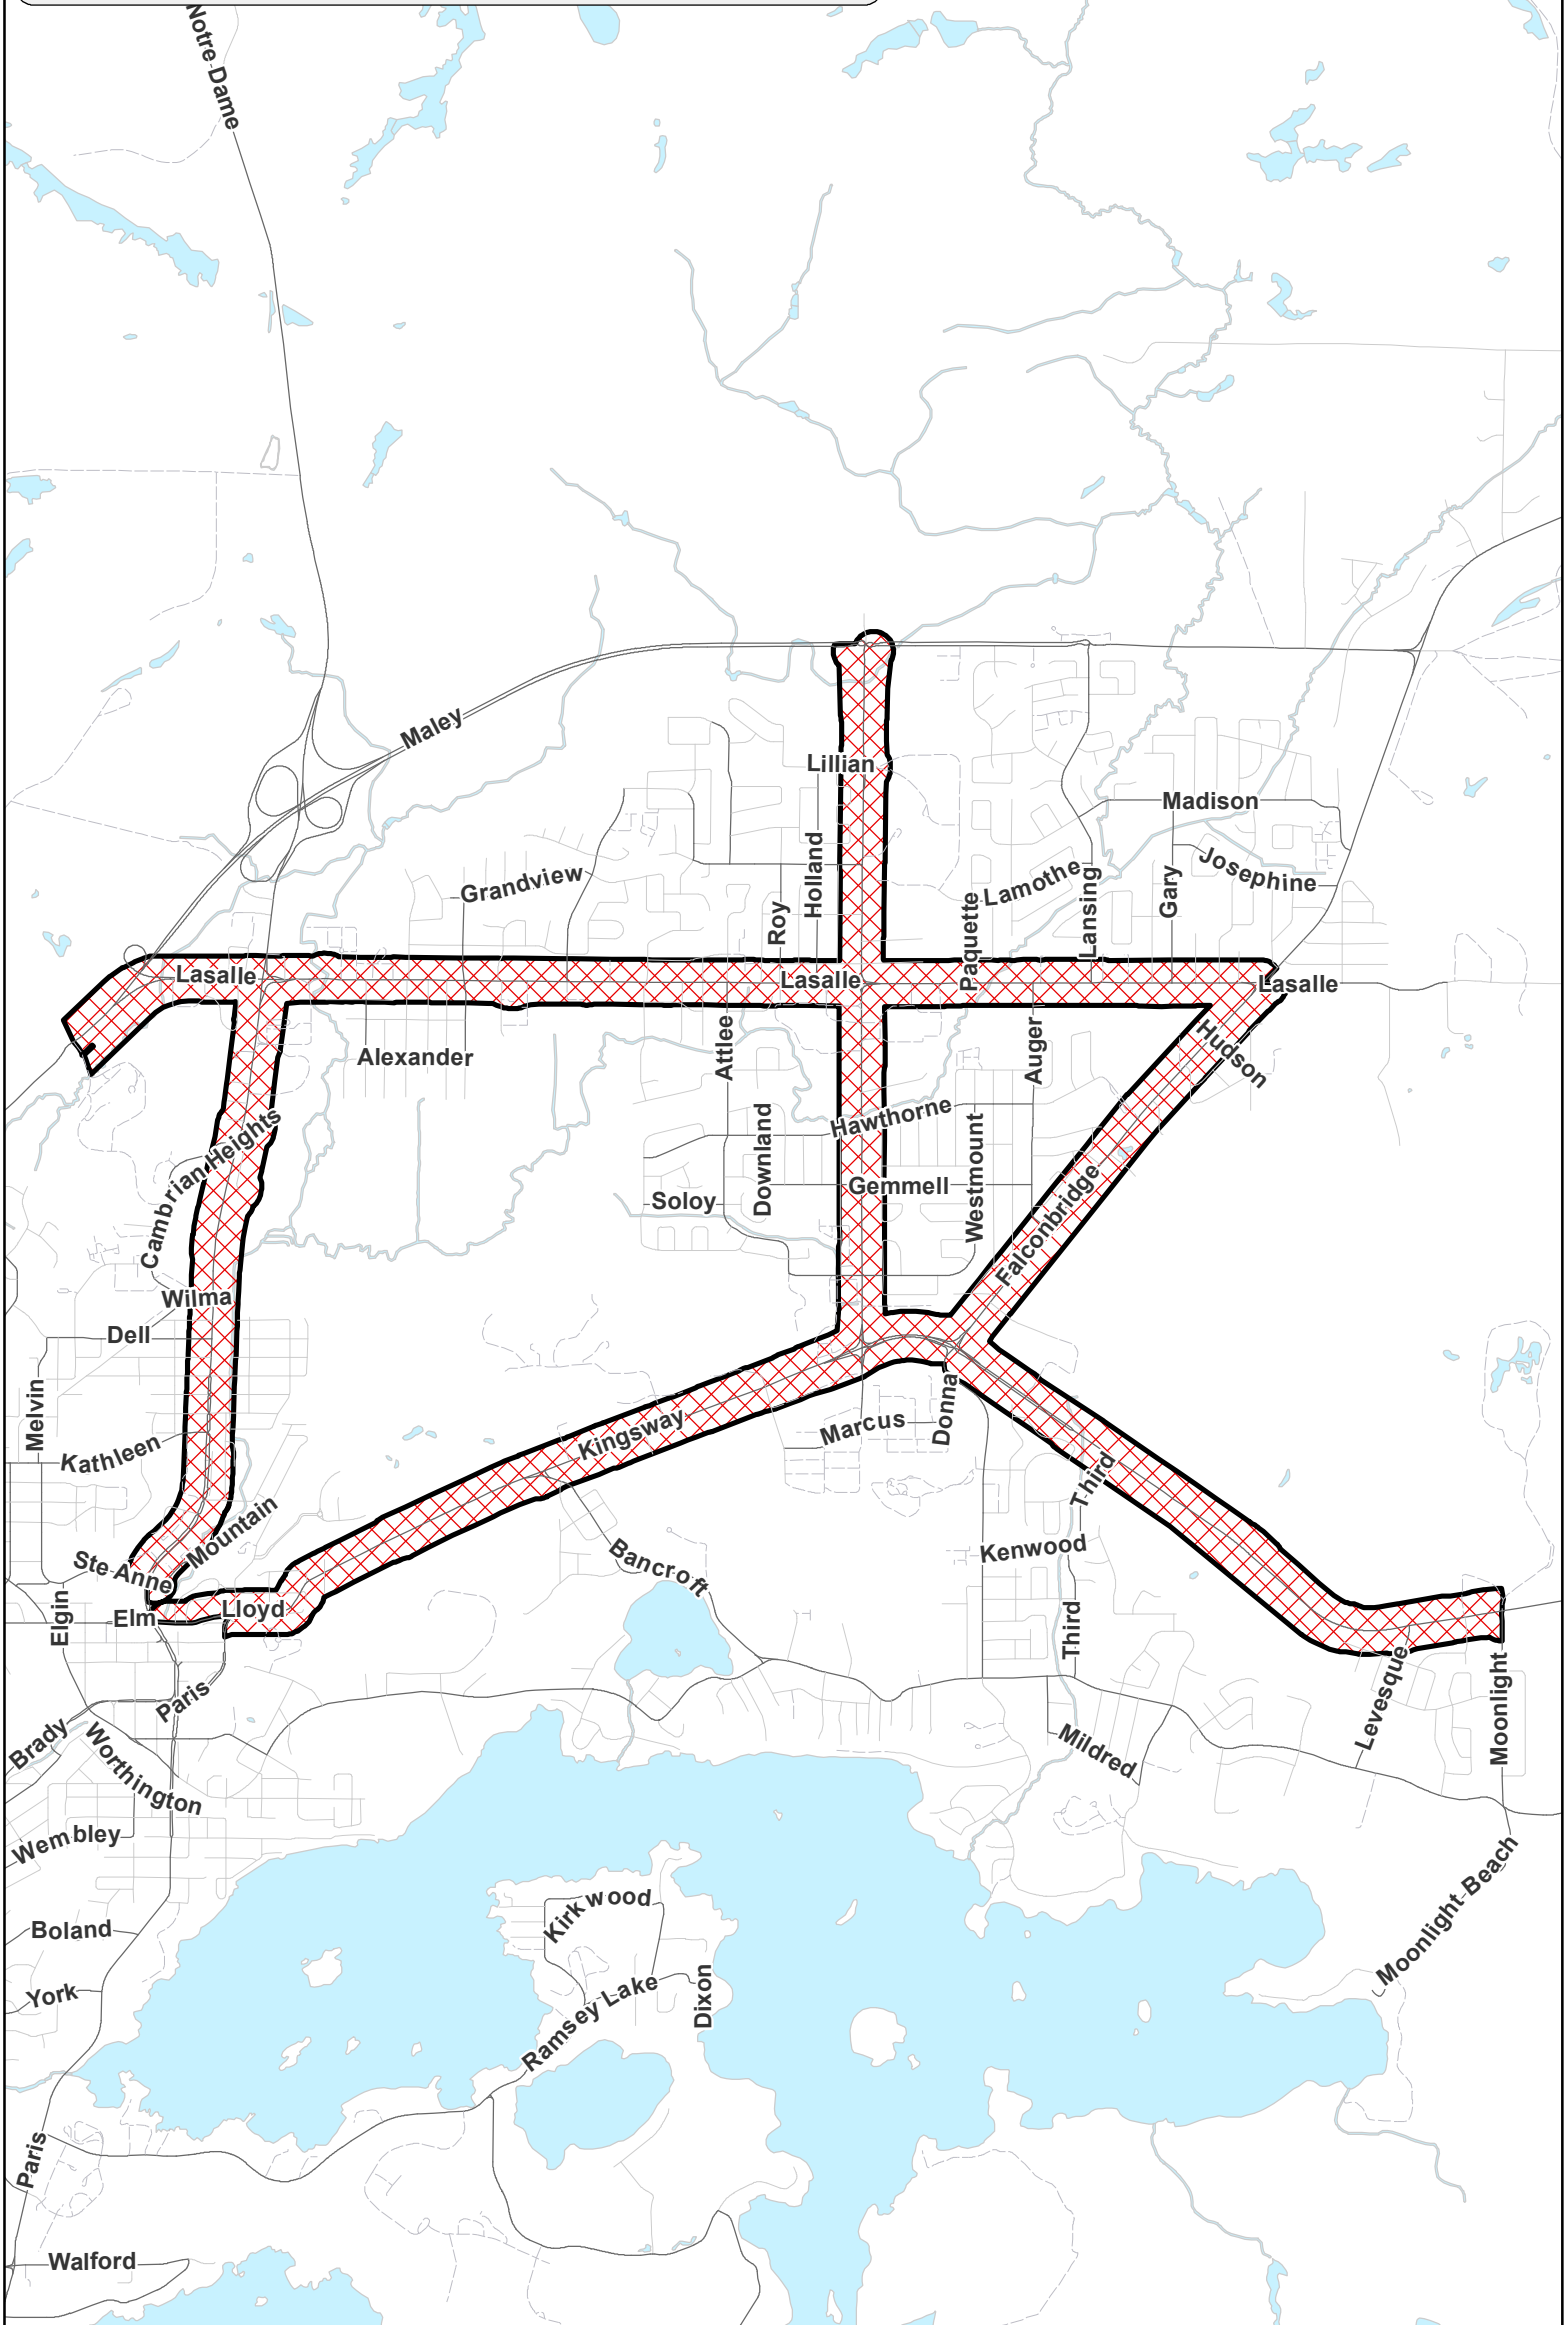 Notre-Dame
Maley
Lillian
Madison
Josephine
Grandview
Holland
Lamothe
Lansing
Gary
Roy
Paquette
Lasalle
Lasalle
Lasalle
Hudson
Alexander
Attlee
Auger
Hawthorne
Cambrian Heights
Downland
Westmount
Gemmell
Soloy
Falconbridge
Wilma
Dell
Melvin
Kathleen
Kingsway
Marcus
Donna
Third
Mountain
Kenwood
Bancroft
Ste Anne
Elgin
Elm
Lloyd
Third
Levesque
Moonlight
Paris
Brady
Worthington
Mildred
Wembley
Moonlight Beach
Kirkwood
Boland
York
Ramsey Lake
Dixon
Paris
Walford